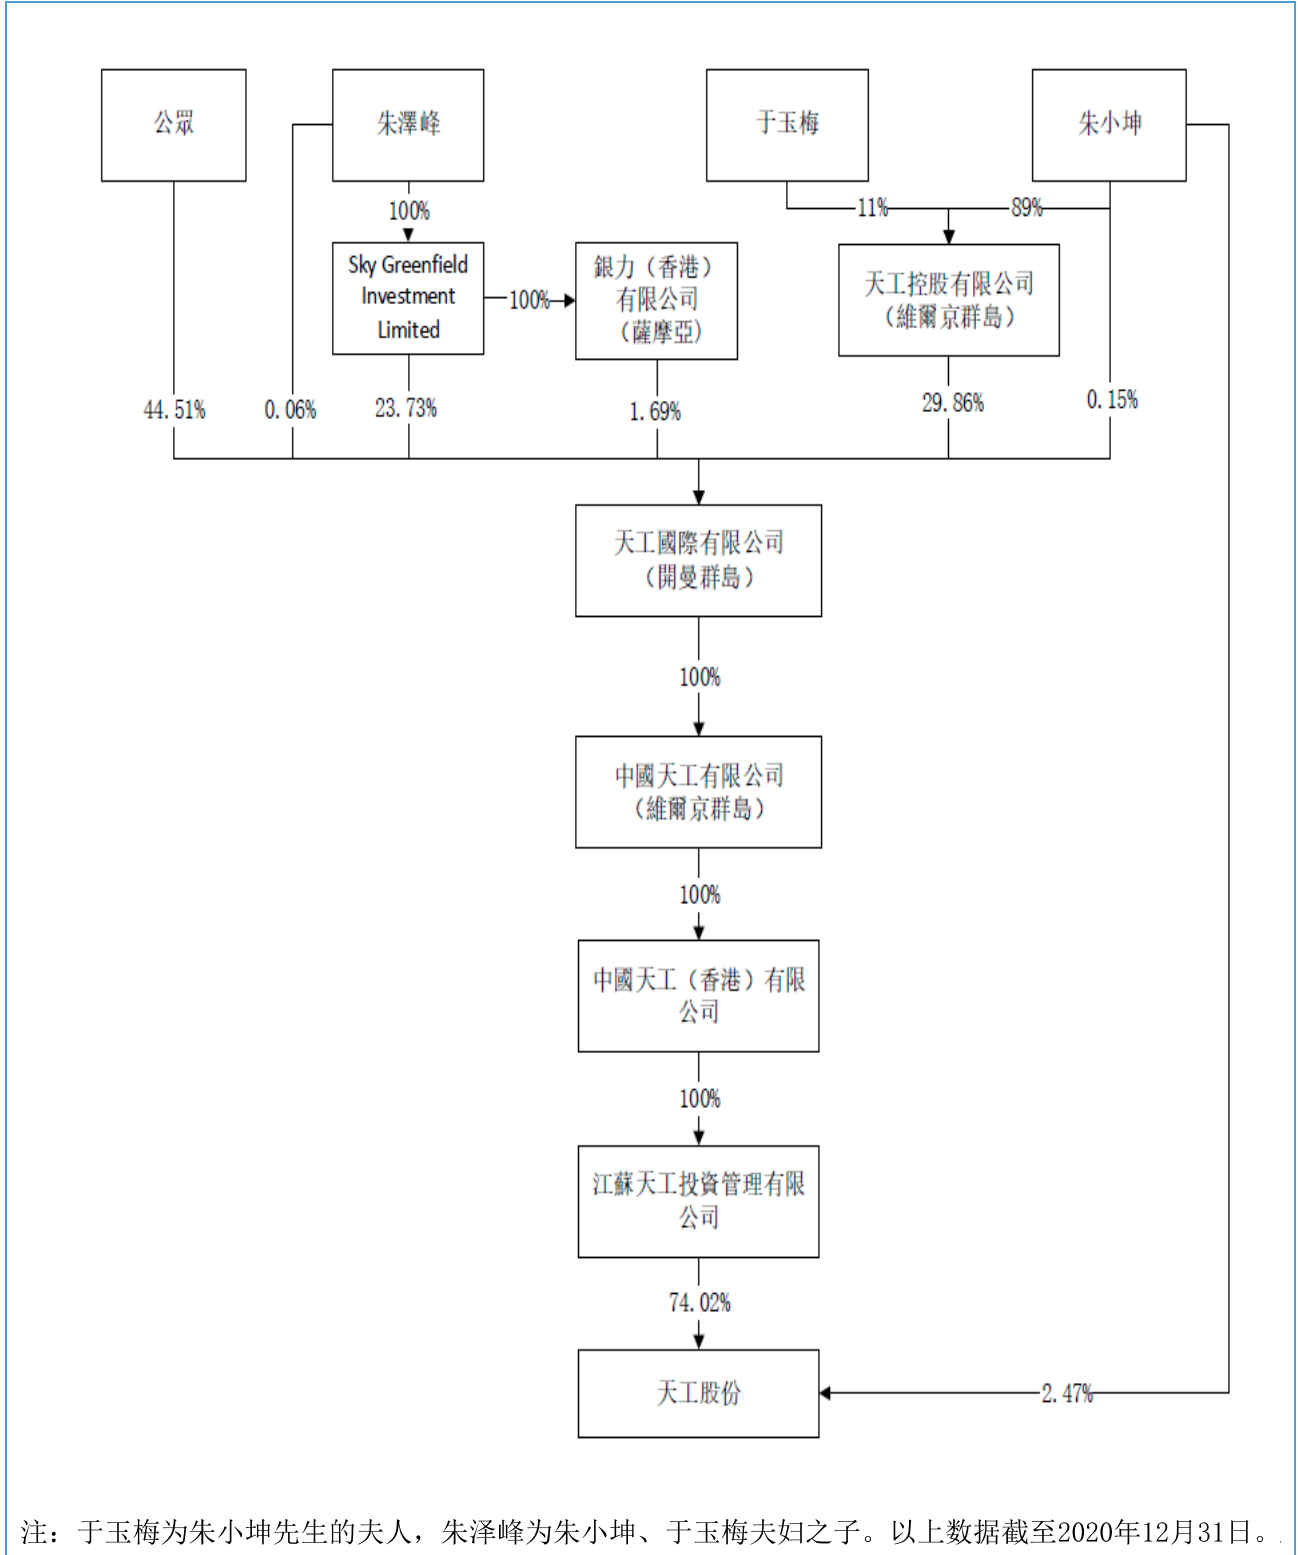 公眾
朱澤峰
于玉梅
朱小坤
100%
11%
89%
Sky Greenfield
Investment
Limited
100%
銀力（香港）
有限公司
（薩摩亞）
天工控股有限公司
（維爾京群島）
44.51%
0.06%
23.73%
1.69%
29.86%
0.15%
天工國際有限公司
（開曼群島）
100%
中國天工有限公司
（維爾京群島）
100%
中國天工（香港）有限
公司
100%
江蘇天工投資管理有限
公司
74.02%
天工股份
2.47%
注：于玉梅为朱小坤先生的夫人，朱泽峰为朱小坤、于玉梅夫妇之子。以上数据截至2020年12月31日。